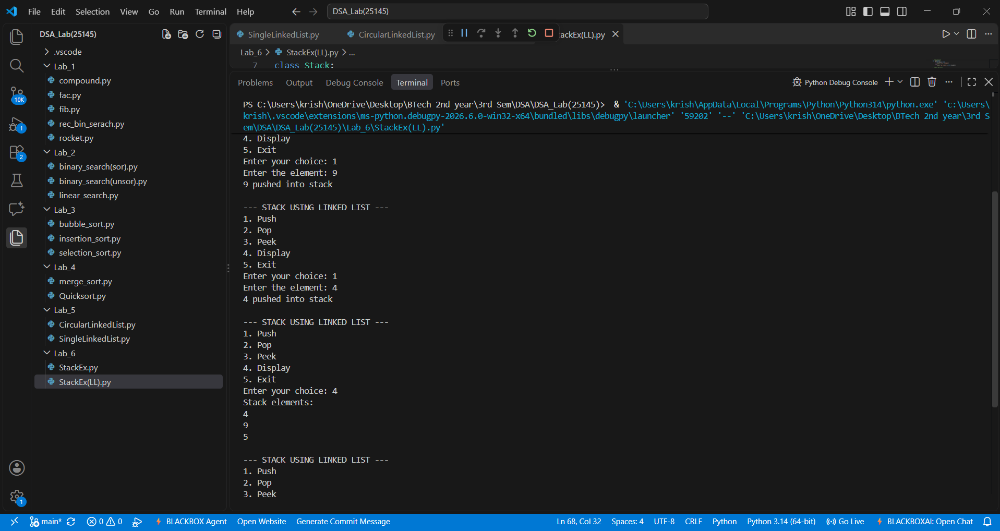 File Edit Selection View Go Run Terminal Help
DSA_Lab(25145)
DSA_Lab(25145)
.vscode
Lab_1
compound.py
fac.py
fib.py
rec_bin_serach.py
rocket.py
Lab_2
binary_search(sor).py
binary_search(unsor).py
linear_search.py
Lab_3
bubble_sort.py
insertion_sort.py
selection_sort.py
Lab_4
merge_sort.py
Quicksort.py
Lab_5
CircularLinkedList.py
SingleLinkedList.py
Lab_6
StackEx.py
StackEx(LL).py
10K
1
2
1
SingleLinkedList.py CircularLinkedList.py tackEx(LL).py
Lab_6 > StackEx(LL).py > ...
7 class Stack:
Problems Output Debug Console Terminal Ports
Python Debug Console
PS C:\Users\krish\OneDrive\Desktop\BTech 2nd year\3rd Sem\DSA\DSA_Lab(25145)> & 'C:\Users\krish\AppData\Local\Programs\Python\Python314\python.exe' 'c:\Users\
krish\.vscode\extensions\ms-python.debugpy-2026.6.0-win32-x64\bundled\libs\debugpy\launcher' '59202' '--' 'C:\Users\krish\OneDrive\Desktop\BTech 2nd year\3rd S
em\DSA\DSA_Lab(25145)\Lab_6\StackEx(LL).py'
4. Display
5. Exit
Enter your choice: 1
Enter the element: 9
9 pushed into stack
--- STACK USING LINKED LIST ---
1. Push
2. Pop
3. Peek
4. Display
5. Exit
Enter your choice: 1
Enter the element: 4
4 pushed into stack
--- STACK USING LINKED LIST ---
1. Push
2. Pop
3. Peek
4. Display
5. Exit
Enter your choice: 4
Stack elements:
4
9
5
--- STACK USING LINKED LIST ---
1. Push
2. Pop
3. Peek
main* 0 0 BLACKBOX Agent Open Website Generate Commit Message Ln 68, Col 32 Spaces: 4 UTF-8 CRLF Python Python 3.14 (64-bit) Go Live BLACKBOXAI: Open Chat